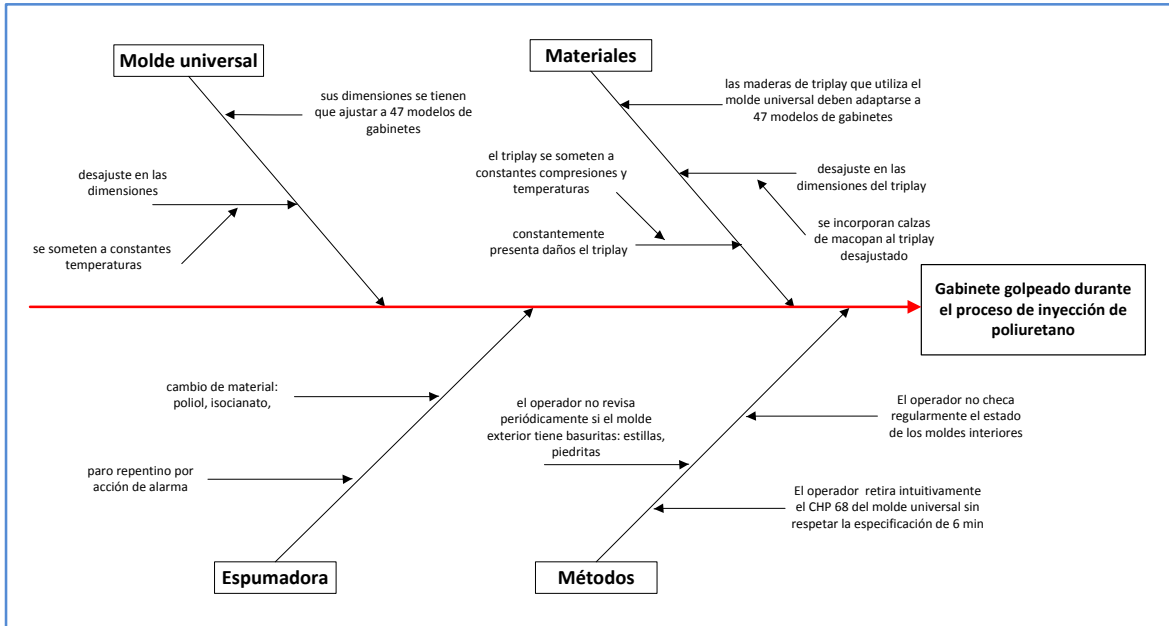 Molde universal
sus dimensiones se tienen
que ajustar a 47 modelos de
gabinetes
desajuste en las
dimensiones
se someten a constantes
temperaturas
Materiales
las maderas de triplay que utiliza el
molde universal deben adaptarse a
47 modelos de gabinetes
el triplay se someten a
constantes compresiones y
temperaturas
desajuste en las
dimensiones del triplay
constantemente
presenta daños el triplay
se incorporan calzas
de macopan al triplay
desajustado
Gabinete golpeado durante
el proceso de inyección de
poliuretano
cambio de material:
poliol, isocianato,
paro repentino por
acción de alarma
Espumadora
el operador no revisa
periódicamente si el molde
exterior tiene basuritas: estillas,
piedritas
El operador no checa
regularmente el estado
de los moldes interiores
El operador  retira intuitivamente
el CHP 68 del molde universal sin
respetar la especificación de 6 min
Métodos